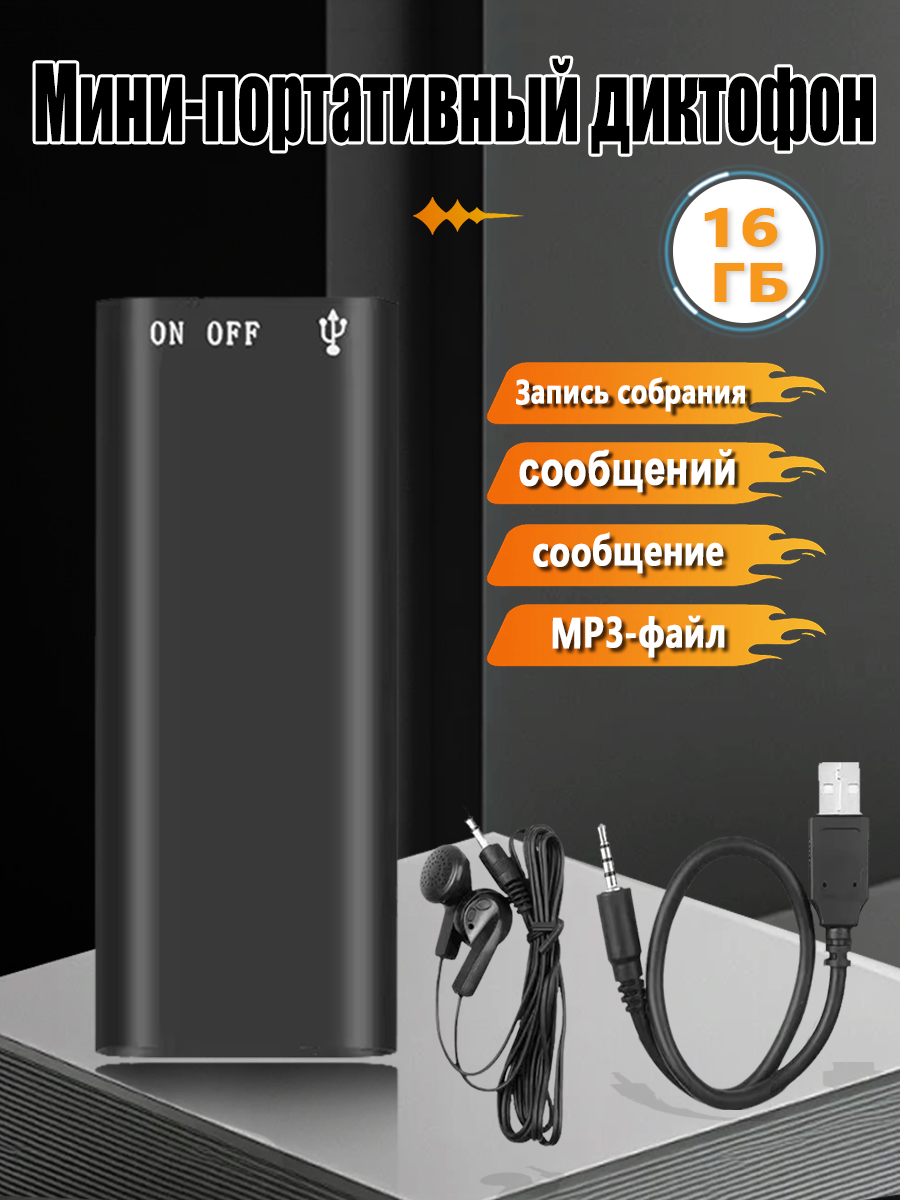 Мини-портативный диктофон
16
ГБ
ON OFF
Запись собрания
сообщений
сообщение
MP3-файл